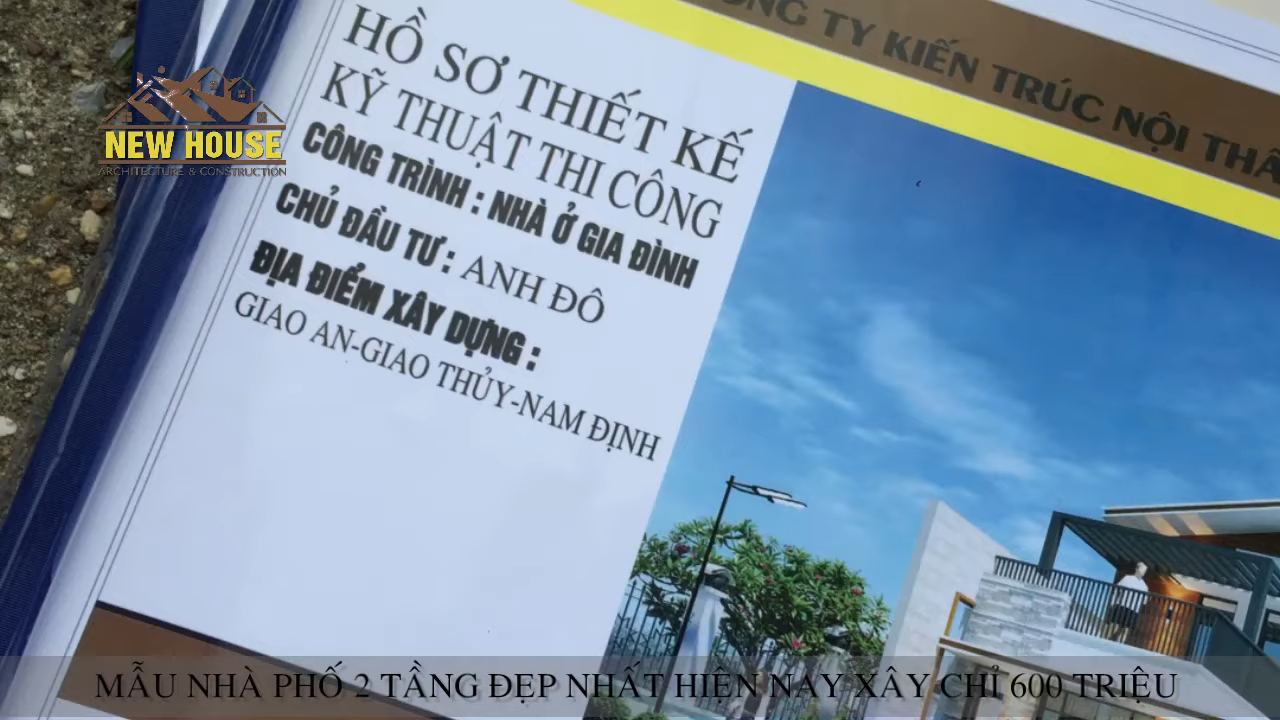 CÔNG TY KIẾN TRÚC NỘI THẤ
HỒ SƠ THIẾT KẾ
KỸ THUẬT THI CÔNG
CÔNG TRÌNH : NHÀ Ở GIA ĐÌNH
CHỦ ĐẦU TƯ : ANH ĐÔ
ĐỊA ĐIỂM XÂY DỰNG :
GIAO AN-GIAO THỦY-NAM ĐỊNH
NEW HOUSE
ARCHITECTURE & CONSTRUCTION
MẪU NHÀ PHỐ 2 TẦNG ĐẸP NHẤT HIỆN NAY XÂY CHỈ 600 TRIỆU